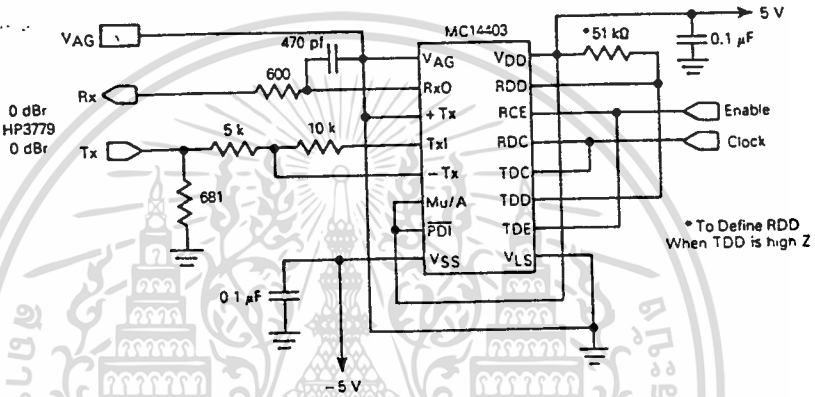 MC14403
5 V
VAG
470 pf
* 51 kΩ
0.1 μF
VAG
VDD
Rx
600
RxO
RDD
0 dBr
HP3779
0 dBr
+ Tx
RCE
Enable
Tx
5 k
10 k
TxI
RDC
Clock
- Tx
TDC
681
Mu/A
TDD
PDI
TDE
* To Define RDD
When TDD is high Z
VSS
VLS
0.1 μF
-5 V